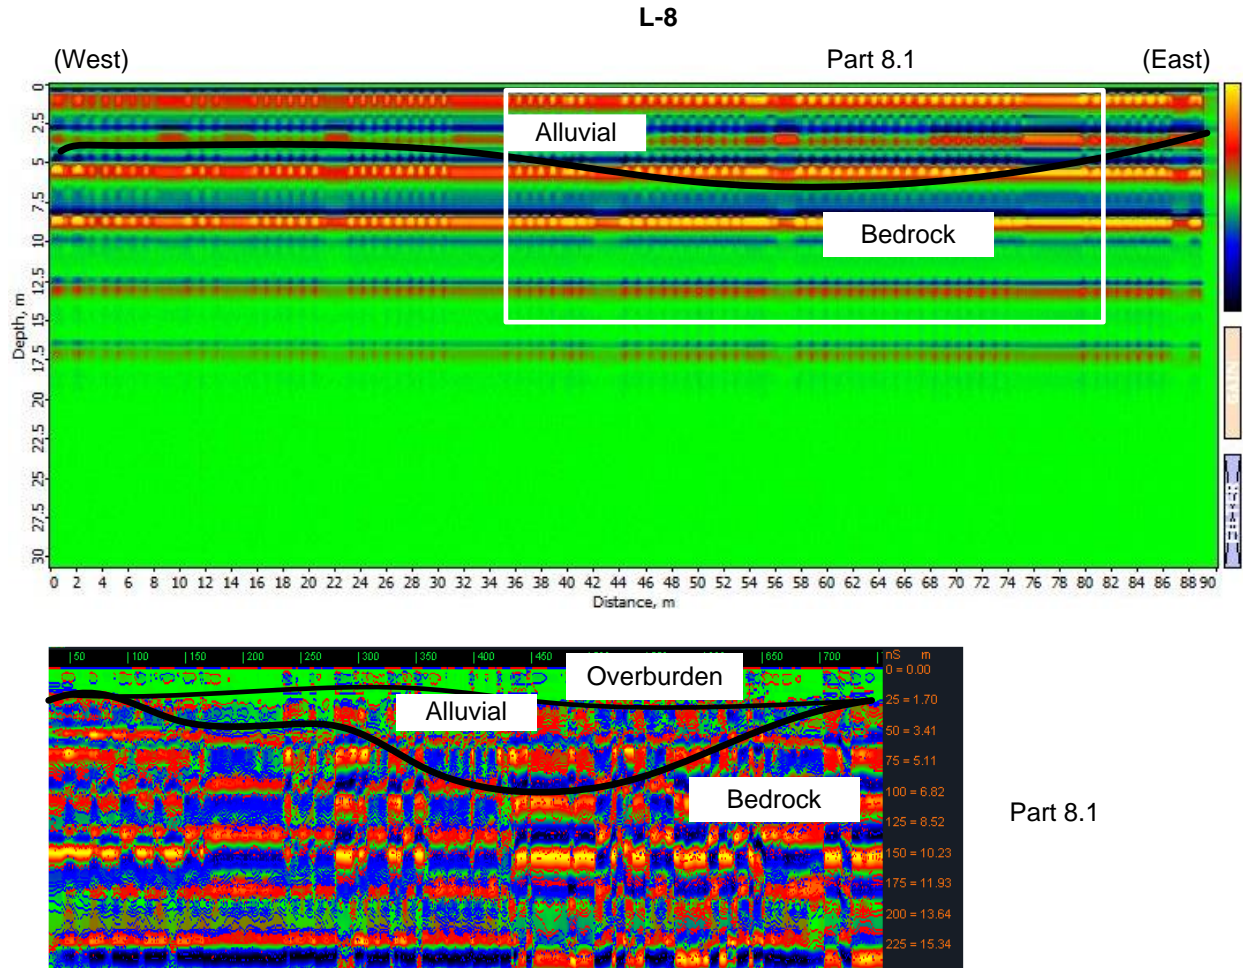 L-8
(West) Part 8.1 (East)
Alluvial
Bedrock
0
2.5
5
7.5
10
12.5
15
17.5
20
22.5
25
27.5
30
Depth, m
0 2 4 6 8 10 12 14 16 18 20 22 24 26 28 30 32 34 36 38 40 42 44 46 48 50 52 54 56 58 60 62 64 66 68 70 72 74 76 78 80 82 84 86 88 90
Distance, m
|50 |100 |150 |200 |250 |300 |350 |400 |450 |650 |700 nS m
0 = 0.00
Overburden
25 = 1.70
Alluvial
50 = 3.41
75 = 5.11
100 = 6.82
Bedrock
Part 8.1
125 = 8.52
150 = 10.23
175 = 11.93
200 = 13.64
225 = 15.34